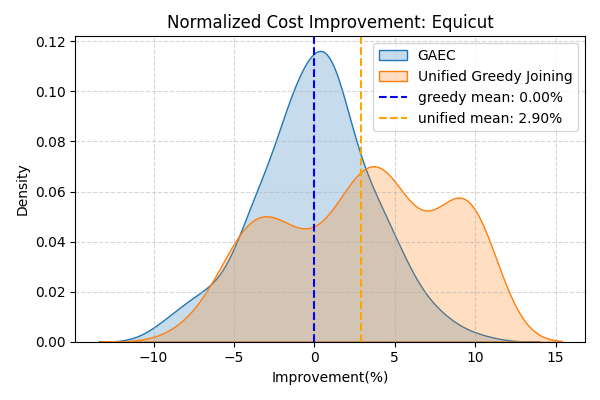 Normalized Cost Improvement: Equicut
GAEC
Unified Greedy Joining
greedy mean: 0.00%
unified mean: 2.90%
Density
0.12
0.10
0.08
0.06
0.04
0.02
0.00
−10
−5
0
5
10
15
Improvement(%)